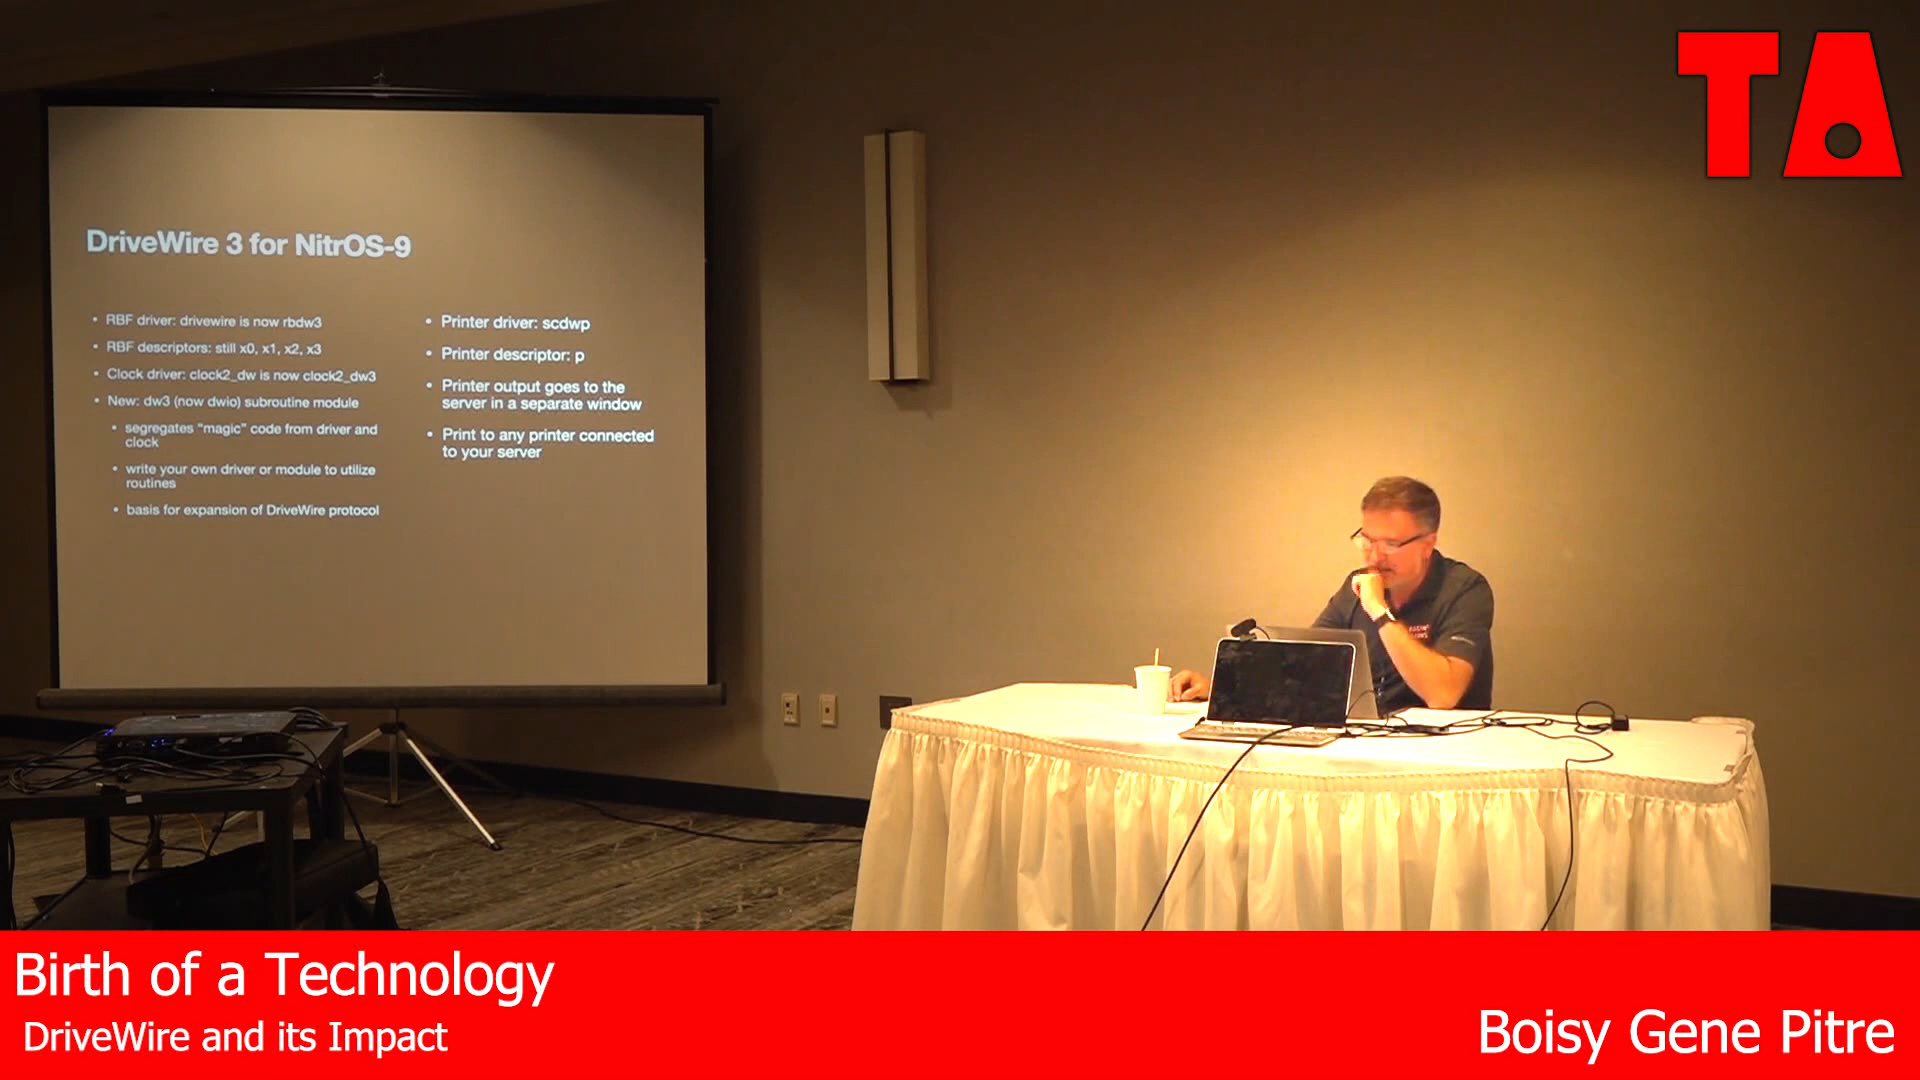 TA
DriveWire 3 for NitrOS-9
• RBF driver: drivewire is now rbdw3
• RBF descriptors: still x0, x1, x2, x3
• Clock driver: clock2_dw is now clock2_dw3
• New: dw3 (now dwio) subroutine module
• segregates “magic” code from driver and
clock
• write your own driver or module to utilize
routines
• basis for expansion of DriveWire protocol
• Printer driver: scdwp
• Printer descriptor: p
• Printer output goes to the
server in a separate window
• Print to any printer connected
to your server
Birth of a Technology
DriveWire and its Impact
Boisy Gene Pitre